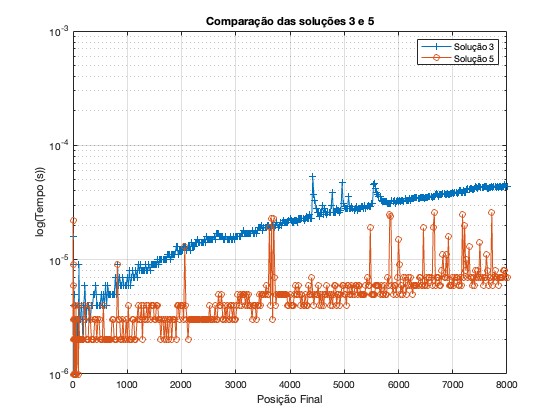 Comparação das soluções 3 e 5
10-3
Solução 3
Solução 5
10-4
log(Tempo (s))
10-5
10-6
0 1000 2000 3000 4000 5000 6000 7000 8000
Posição Final